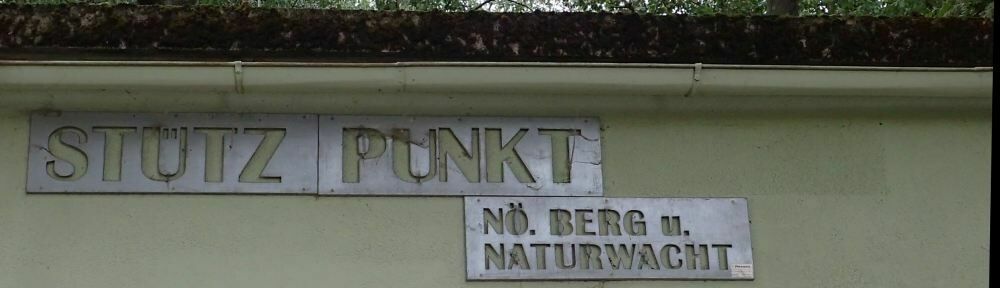 STÜTZ PUNKT
NÖ. BERG u.
NATURWACHT